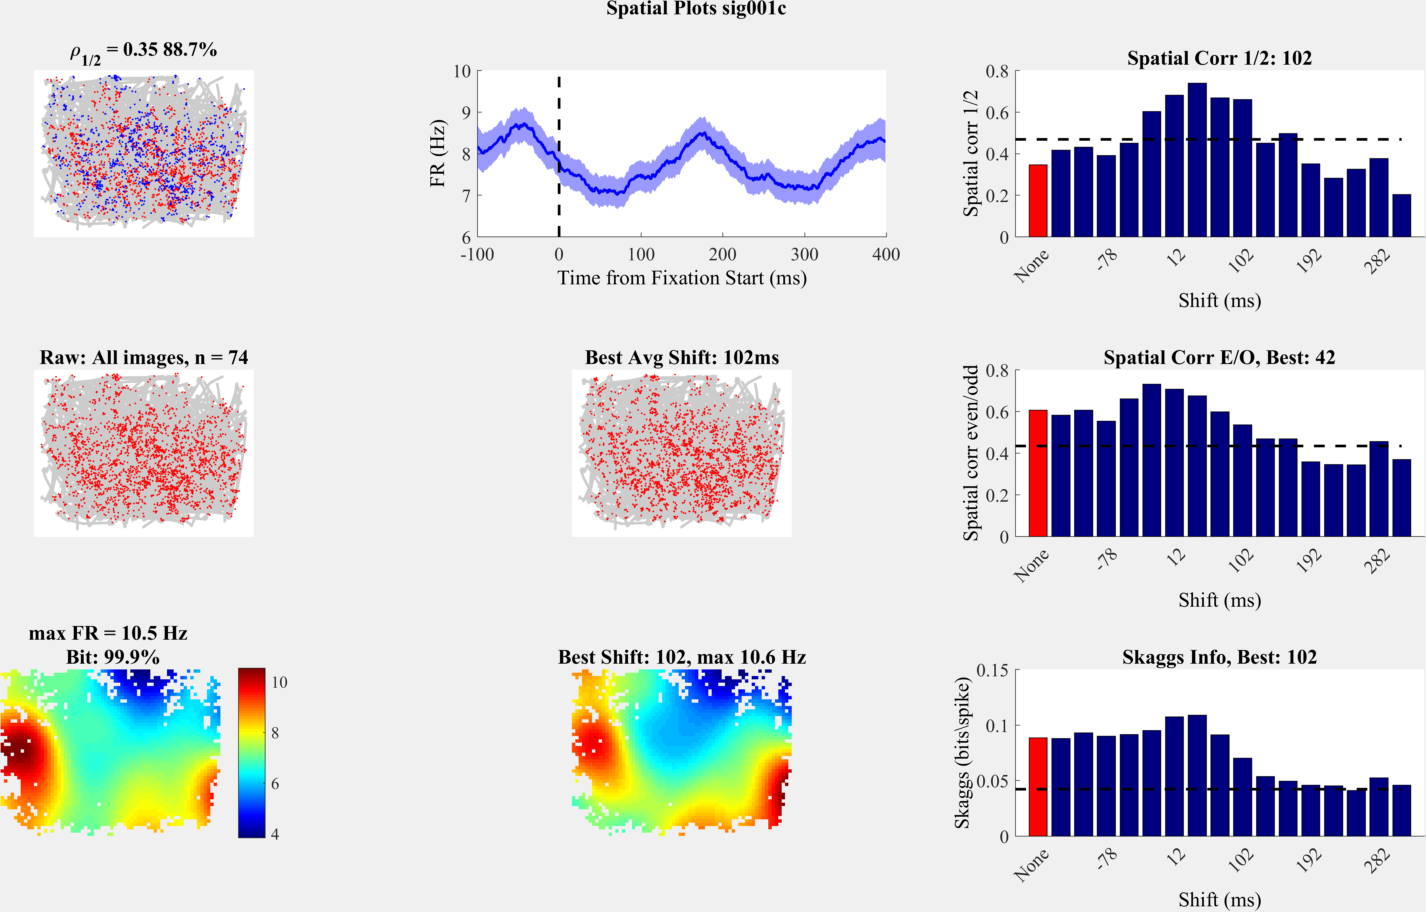 Spatial Plots sig001c
ρ1/2 = 0.35 88.7%
10
9
8
7
6
FR (Hz)
-100
0
100
200
300
400
Time from Fixation Start (ms)
Spatial Corr 1/2: 102
0.8
0.6
0.4
0.2
0
Spatial corr 1/2
None
-78
12
102
192
282
Shift (ms)
Raw: All images, n = 74
Best Avg Shift: 102ms
Spatial Corr E/O, Best: 42
0.8
0.6
0.4
0.2
0
Spatial corr even/odd
None
-78
12
102
192
282
Shift (ms)
max FR = 10.5 Hz
Bit: 99.9%
10
8
6
4
Best Shift: 102, max 10.6 Hz
Skaggs Info, Best: 102
0.15
0.1
0.05
0
Skaggs (bits\spike)
None
-78
12
102
192
282
Shift (ms)